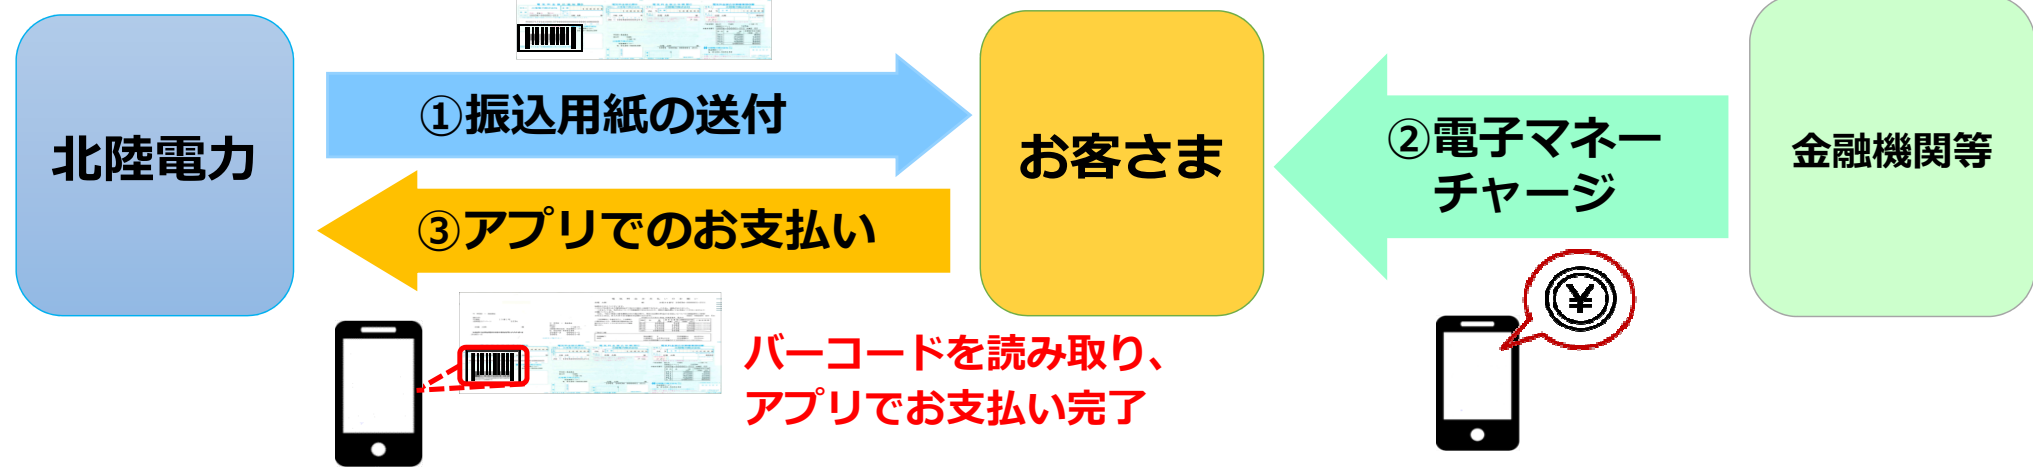 北陸電力
①振込用紙の送付
③アプリでのお支払い
お客さま
②電子マネー
チャージ
金融機関等
¥
バーコードを読み取り、
アプリでお支払い完了